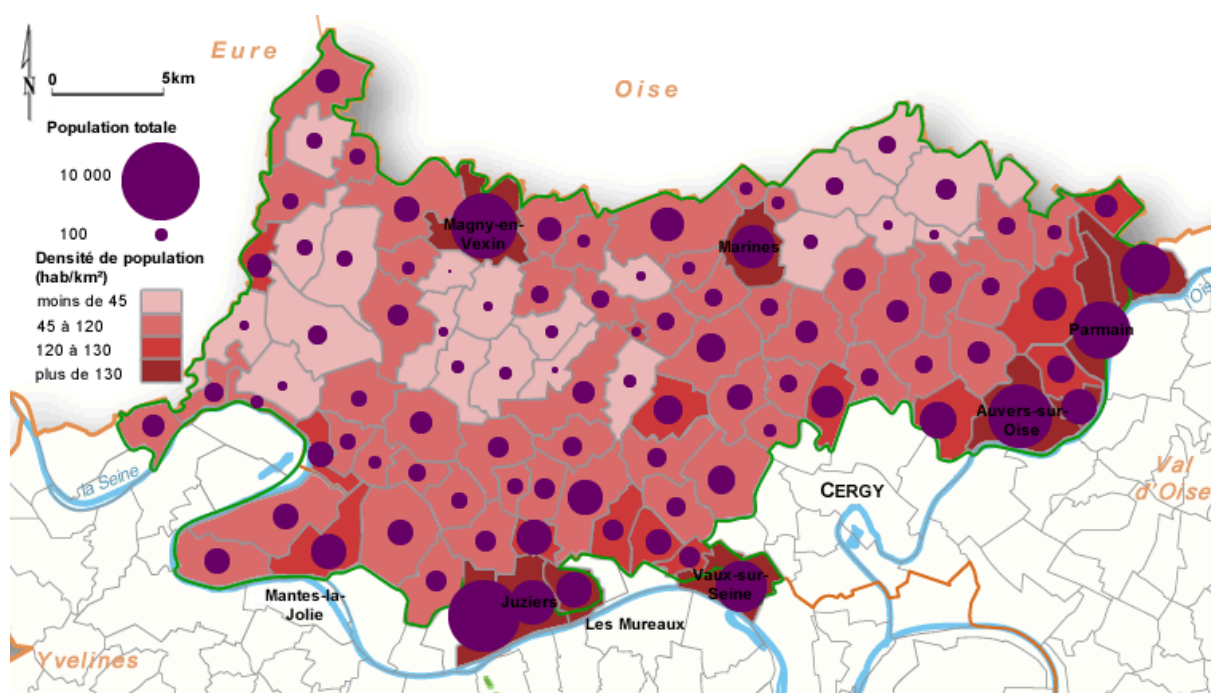 Eure
Oise
0
5km
N
Population totale
10 000
100
Densité de population
(hab/km²)
moins de 45
45 à 120
120 à 130
plus de 130
Magny-en-
Vexin
Marines
Parmain
Auvers-sur-
Oise
la Seine
CERGY
Val
d'Oise
Mantes-la-
Jolie
Juziers
Vaux-sur-
Seine
Les Mureaux
Yvelines